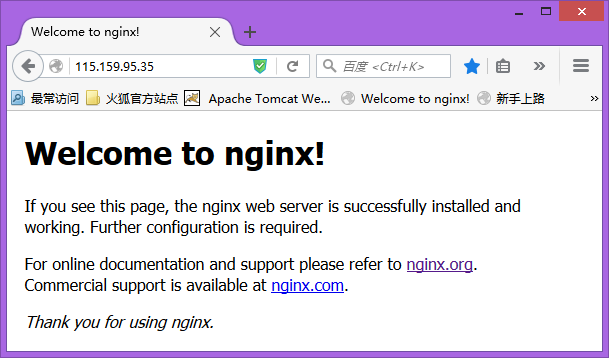 Welcome to nginx!
115.159.95.35
百度 <Ctrl+K>
最常访问 火狐官方站点 Apache Tomcat We... Welcome to nginx! 新手上路
Welcome to nginx!
If you see this page, the nginx web server is successfully installed and
working. Further configuration is required.
For online documentation and support please refer to nginx.org.
Commercial support is available at nginx.com.
Thank you for using nginx.